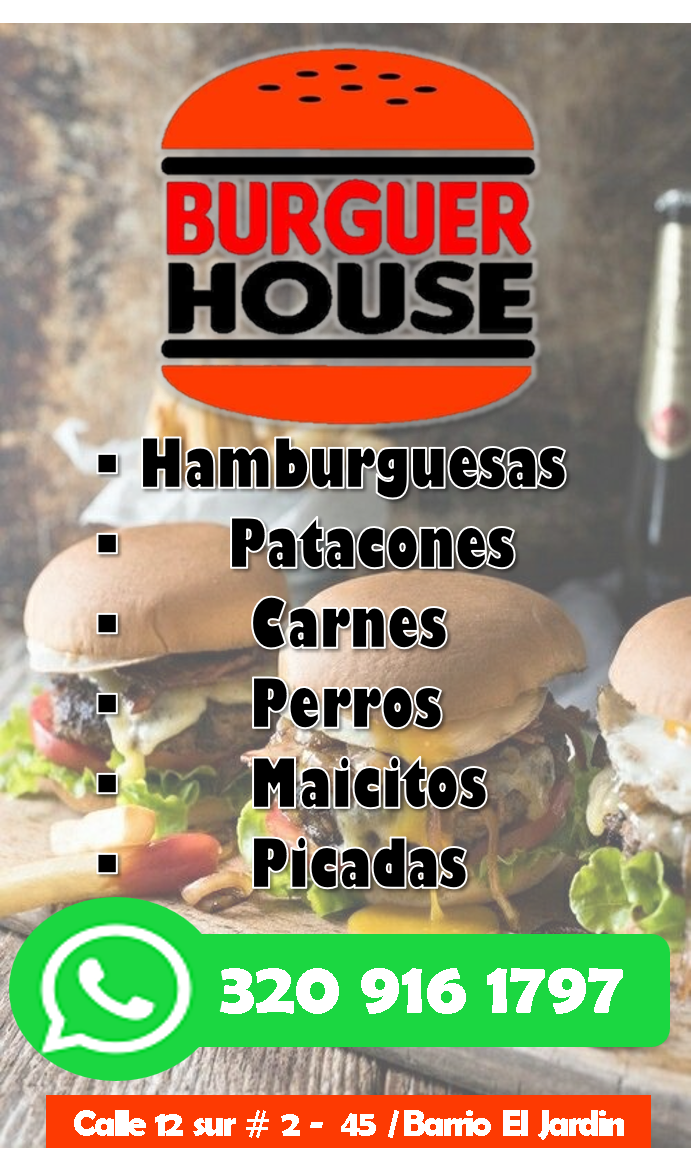 BURGUER
HOUSE
▪ Hamburguesas
▪ Patacones
▪ Carnes
▪ Perros
▪ Maicitos
▪ Picadas
320 916 1797
Calle 12 sur # 2 - 45 / Barrio El Jardin